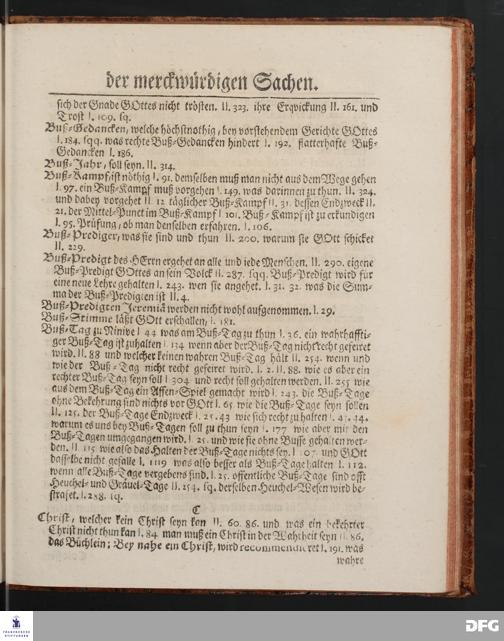 der merckwürdigen Sachen.
sich der Gnade GOttes nicht trösten. II. 323. ihre Erqvickung II. 161. und
Trost I. 109. sq.
Buß-Gedancken, welche höchstnöthig, bey vorstehendem Gerichte GOttes
I. 184. sqq. was rechte Buß-Gedancken hindert I. 192. flatterhafte Buß-
Gedancken I. 186.
Buß-Jahr, soll seyn. II. 314.
Buß-Kampf, ist nöthig I. 91. demselben muß man nicht aus dem Wege gehen
I. 97. ein Buß-Kampf muß vorgehen I. 149. was darinnen zu thun. II. 324.
und dabey vorgehet II. 12 täglicher Buß-Kampf II. 31. dessen Endzweck II.
21. der Mittel-Punct im Buß-Kampf I 101. Buß-Kampf ist zu erkundigen
I. 95. Prüfung, ob man denselben erfahren. I. 106.
Buß-Prediger, was sie sind und thun II. 200. warum sie GOtt schicket
II. 229.
Buß-Predigt des HErrn ergehet an alle und iede Menschen. II. 290. eigene
Buß-Predigt GOttes an sein Volck II. 287. sqq. Buß-Predigt wird für
eine neue Lehre gehalten I. 243. wen sie angehet. I. 31. 32. was die Sum-
ma der Buß-Predigten ist II. 4.
Buß-Predigten Jeremiä werden nicht wohl aufgenommen. I. 29.
Buß-Stimme läßt GOtt erschallen, I. 181.
Buß-Tag zu Ninive I. 44 was am Buß-Tag zu thun I. 36. ein wahrhaffti-
ger Buß-Tag ist zuhalten I 134 wenn aber der Buß-Tag nicht recht gefeiret
wird. II. 88 und welcher keinen wahren Buß-Tag hält II. 254. wenn und
wie der Buß-Tag nicht recht gefeiret wird. I. 2. II. 88. wie es aber ein
rechter Buß-Tag seyn soll I 304 und recht soll gehalten werden. II. 255 wie
aus dem Buß-Tag ein Affen-Spiel gemacht wird I. 243. die Buß-Tage
ohne Bekehrung sind nichts vor GOtt I. 65. wie die Buß-Tage seyn sollen
II. 125. der Buß-Tage Endzweck I. 25. 43 wie sich recht zu halten I. 41. 44.
warum es uns bey Buß-Tagen soll zu thun seyn I. 177 wie aber mit den
Buß-Tagen umgegangen wird. I. 25. und wie sie ohne Busse gehalten wer-
den. II. 115 wie also das Halten der Buß-Tage nichts sey. I. 107. und GOtt
dasselbe nicht gefalle I. 119 was also besser als Buß-Tage halten I. 112.
wenn alle Buß-Tage vergebens sind. I. 25. öffentliche Buß-Tage sind offt
Heuchel- und Gräuel-Tage II. 254. sq. derselben Heuchel-Wesen wird be-
strafet. I. 288. sq.
C
Christ, welcher kein Christ seyn kan II. 60. 86. und was ein bekehrter
Christ nicht thun kan I. 84. man muß ein Christ in der Wahrheit seyn II. 86.
das Büchlein: Bey nahe ein Christ, wird recommendiret I. 191. was
wahre
FRANCKESCHE STIFTUNGEN
DFG